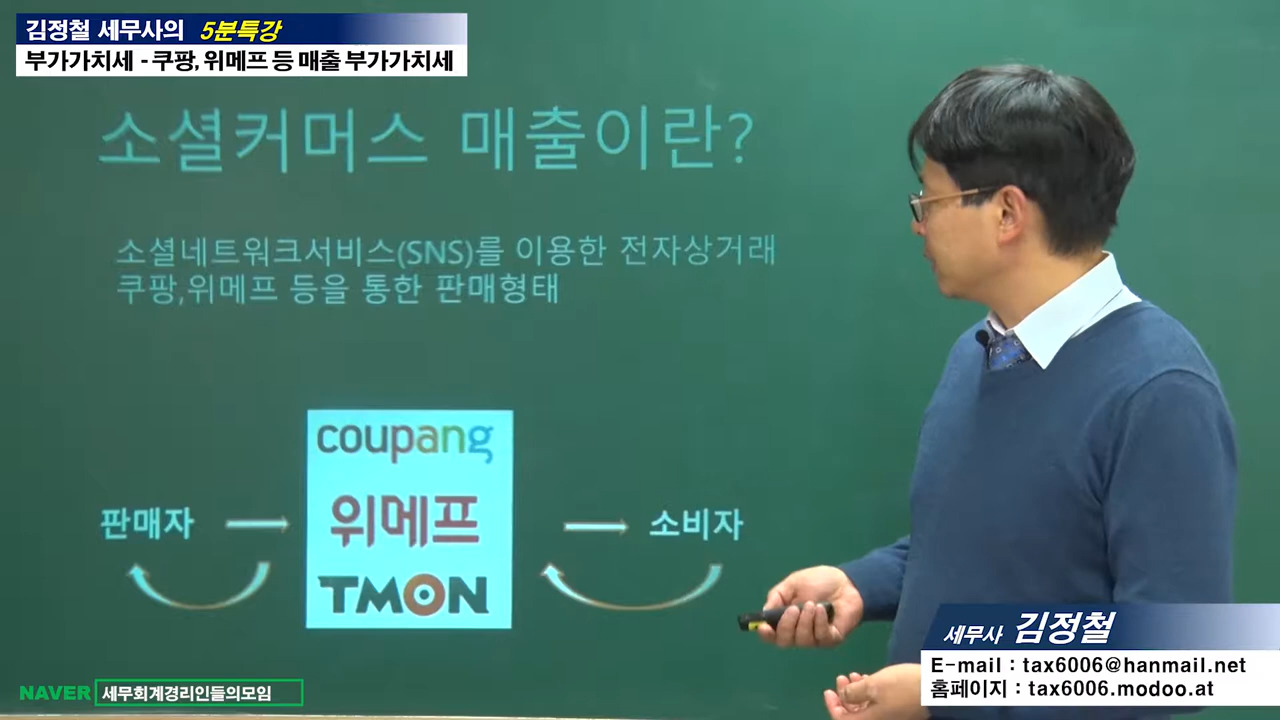 김정철 세무사의 5분특강
부가가치세 - 쿠팡, 위메프 등 매출 부가가치세
소셜커머스 매출이란?
소셜네트워크서비스(SNS)를 이용한 전자상거래
쿠팡,위메프 등을 통한 판매형태
coupang
위메프
TMON
판매자
소비자
세무사 김정철
E-mail : tax6006@hanmail.net
홈페이지 : tax6006.modoo.at
NAVER 세무회계경리인들의모임